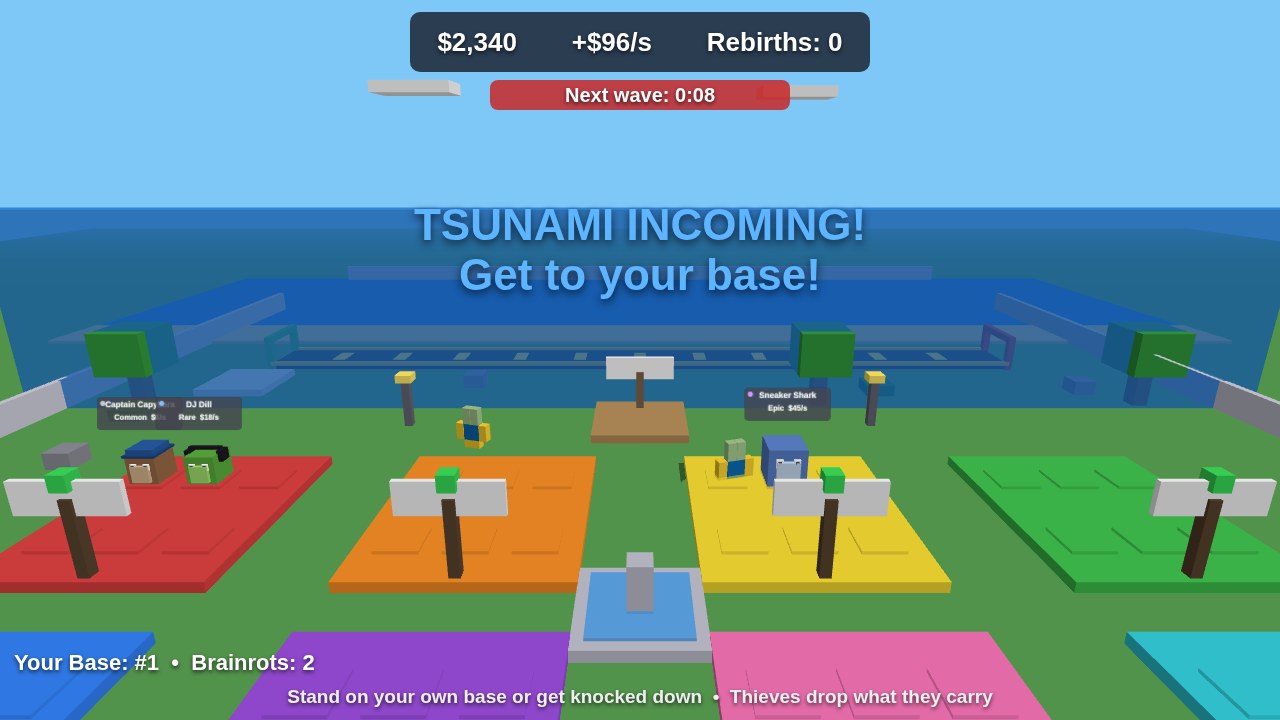 $2,340 +$96/s Rebirths: 0
Next wave: 0:08
TSUNAMI INCOMING!
Get to your base!
Sneaker Shark
Epic $45/s
Captain
Common
DJ Dill
Rare $18/s
Your Base: #1 • Brainrots: 2
Stand on your own base or get knocked down • Thieves drop what they carry